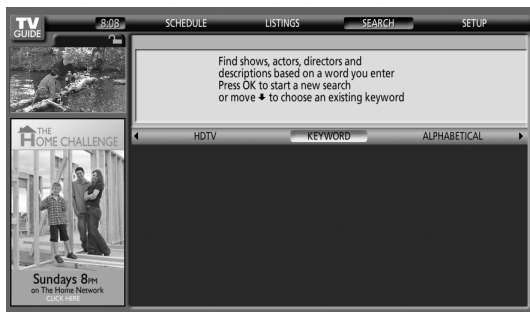 TV
GUIDE
8:08
SCHEDULE
LISTINGS
SEARCH
SETUP
Find shows, actors, directors and
descriptions based on a word you enter
Press OK to start a new search
or move ⬇ to choose an existing keyword
HDTV
KEYWORD
ALPHABETICAL
THE
HOME CHALLENGE
Sundays 8PM
on The Home Network
CLICK HERE